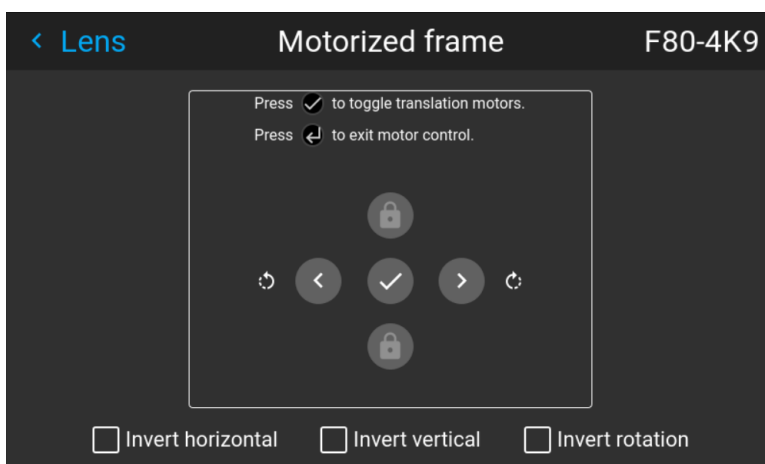 Lens
Motorized frame
F80-4K9
Press to toggle translation motors.
Press to exit motor control.
Invert horizontal
Invert vertical
Invert rotation